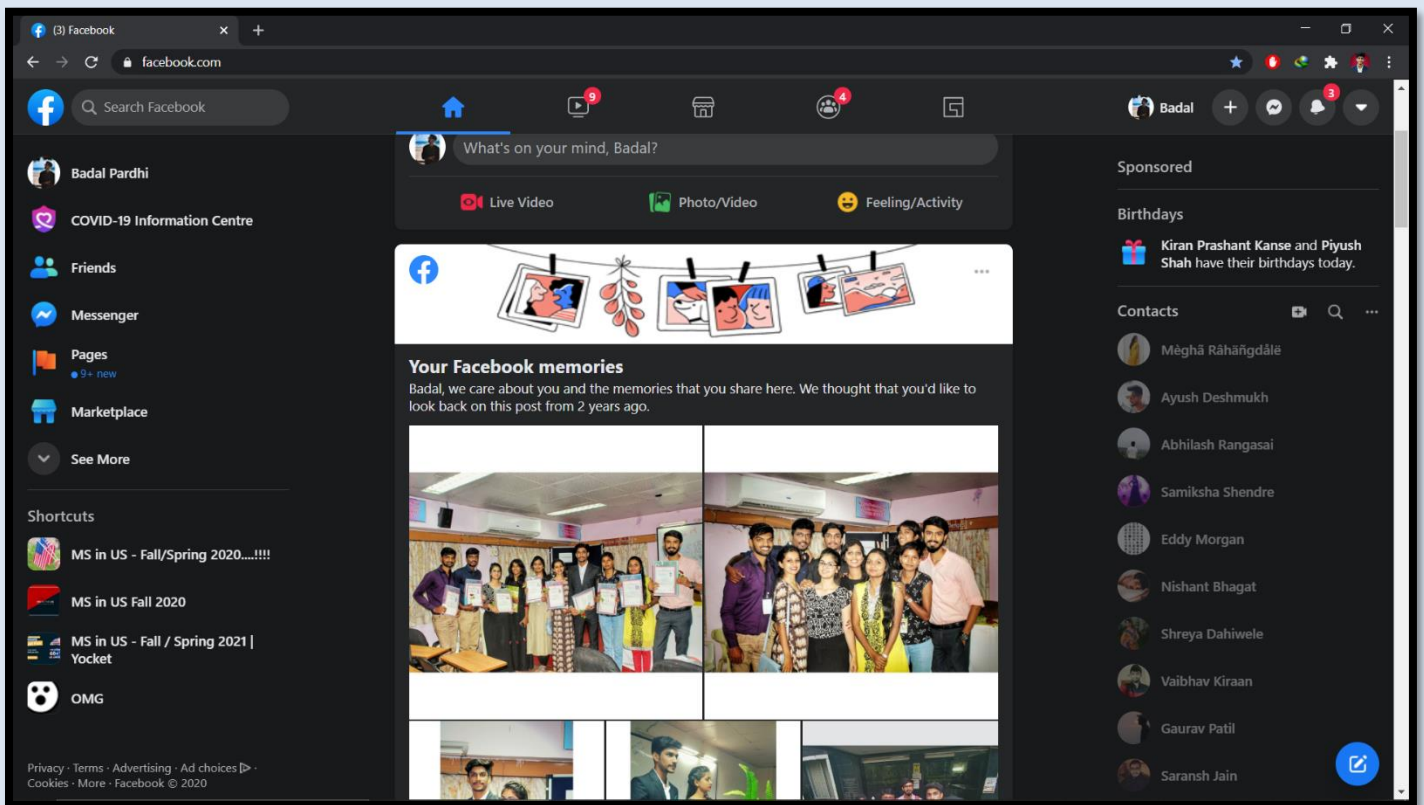 (3) Facebook
facebook.com
Search Facebook
9
4
Badal
3
Badal Pardhi
COVID-19 Information Centre
Friends
Messenger
Pages
9+ new
Marketplace
See More
Shortcuts
MS in US - Fall/Spring 2020....!!!!
MS in US Fall 2020
MS in US - Fall / Spring 2021 |
Yocket
OMG
Privacy · Terms · Advertising · Ad choices ·
Cookies · More · Facebook © 2020
What's on your mind, Badal?
Live Video
Photo/Video
Feeling/Activity
Your Facebook memories
Badal, we care about you and the memories that you share here. We thought that you'd like to
look back on this post from 2 years ago.
Sponsored
Birthdays
Kiran Prashant Kanse and Piyush
Shah have their birthdays today.
Contacts
Mèghã Râhäñgdålë
Ayush Deshmukh
Abhilash Rangasai
Samiksha Shendre
Eddy Morgan
Nishant Bhagat
Shreya Dahiwele
Vaibhav Kiraan
Gaurav Patil
Saransh Jain